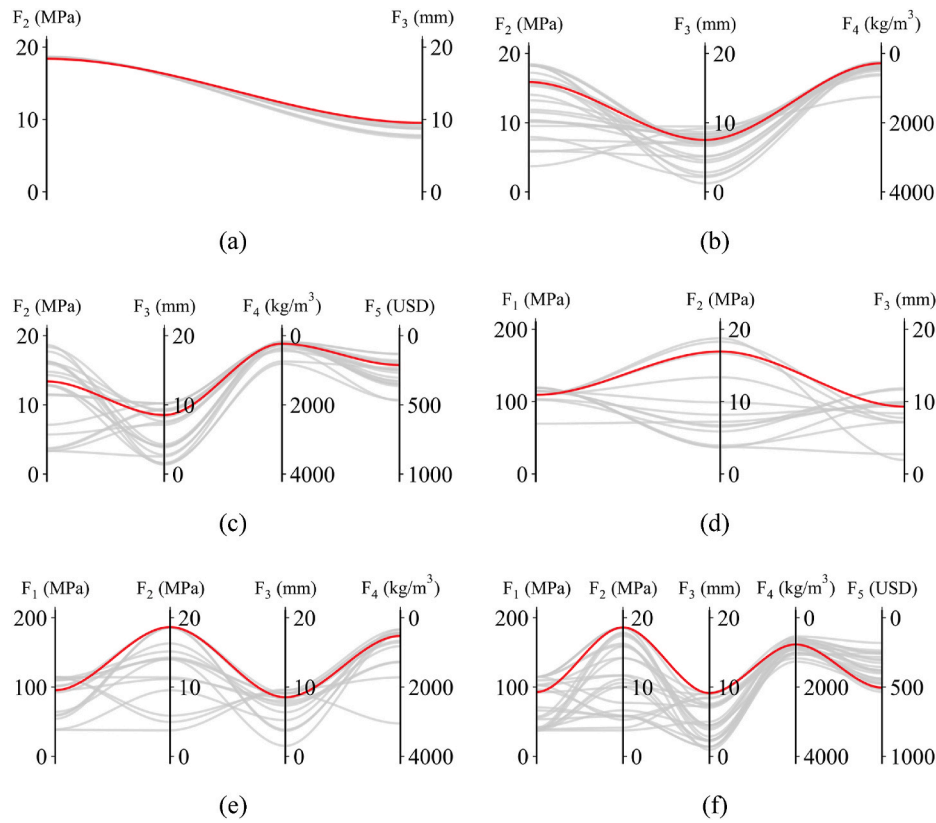 F2 (MPa) F3 (mm)
20 20
10 10
0 0
(a)
F2 (MPa) F3 (mm) F4 (kg/m3)
20 20 0
10 10 2000
0 0 4000
(b)
F2 (MPa) F3 (mm) F4 (kg/m3) F5 (USD)
20 20 0 0
10 10 2000 500
0 0 4000 1000
(c)
F1 (MPa) F2 (MPa) F3 (mm)
200 20 20
100 10 10
0 0 0
(d)
F1 (MPa) F2 (MPa) F3 (mm) F4 (kg/m3)
200 20 20 0
100 10 10 2000
0 0 0 4000
(e)
F1 (MPa) F2 (MPa) F3 (mm) F4 (kg/m3) F5 (USD)
200 20 20 0 0
100 10 10 2000 500
0 0 0 4000 1000
(f)